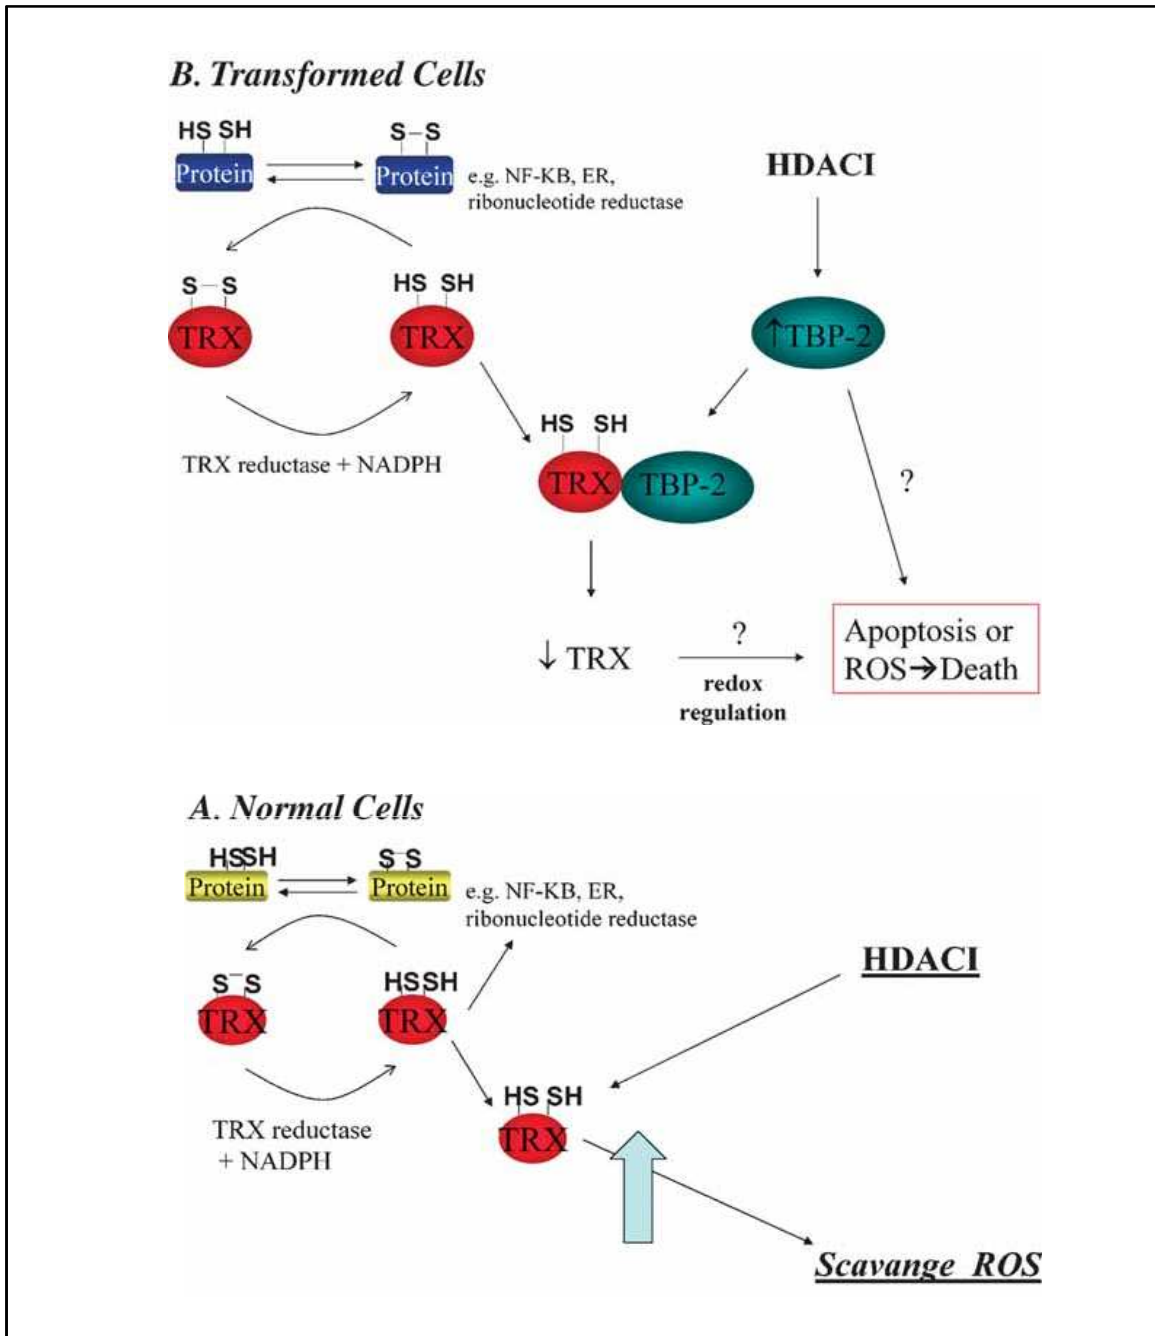 B. Transformed Cells
HS SH
S–S
Protein
Protein
e.g. NF-KB, ER,
ribonucleotide reductase
HDACI
S–S
HS SH
TRX
TRX
↑TBP-2
TRX reductase + NADPH
HS SH
TRX
TBP-2
?
↓ TRX
?
redox
regulation
Apoptosis or
ROS→Death
A. Normal Cells
HSSH
S–S
Protein
Protein
e.g. NF-KB, ER,
ribonucleotide reductase
HDACI
S–S
HSSH
TRX
TRX
TRX reductase
+ NADPH
HS SH
TRX
Scavange ROS